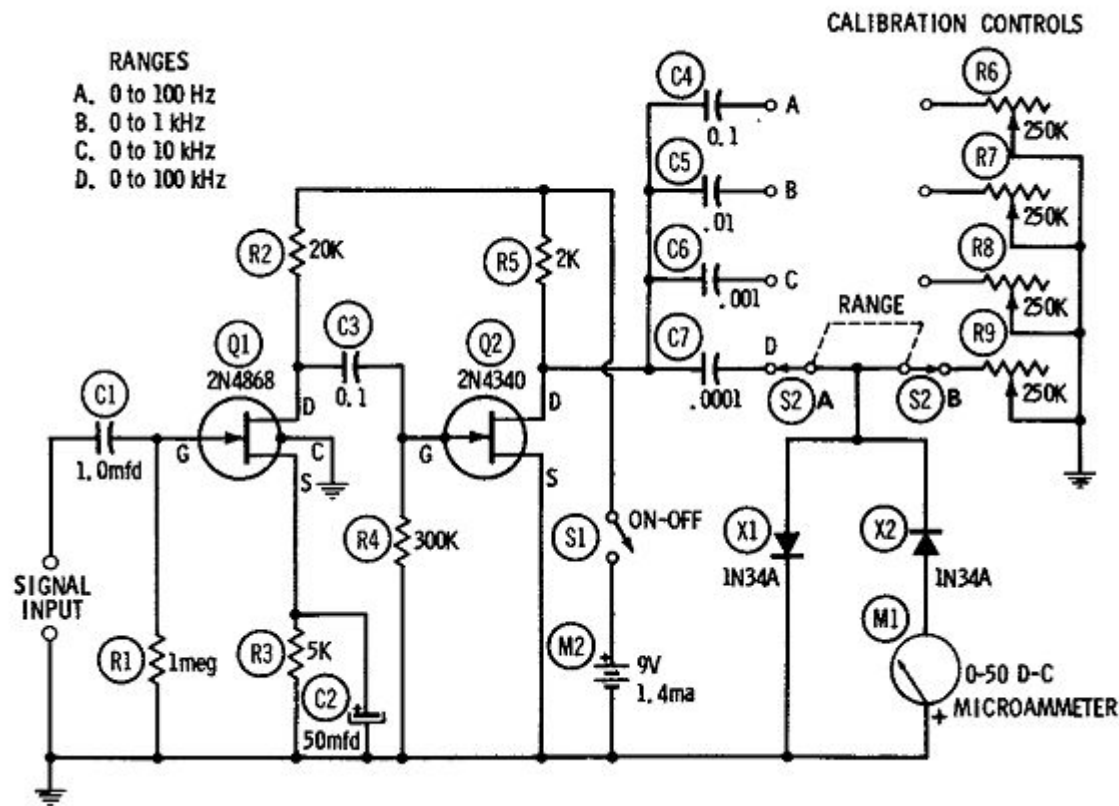 CALIBRATION CONTROLS
RANGES
A. 0 to 100 Hz
B. 0 to 1 kHz
C. 0 to 10 kHz
D. 0 to 100 kHz
C4
0.1
A
R6
250K
C5
.01
B
R7
250K
R2
20K
R5
2K
C6
.001
C
R8
250K
RANGE
C7
.0001
D
S2 A
S2 B
R9
250K
Q1
2N4868
C3
0.1
Q2
2N4340
C1
1.0mfd
G
D
C
S
G
D
S
R4
300K
S1
ON-OFF
X1
1N34A
X2
1N34A
SIGNAL
INPUT
R1
1meg
R3
5K
C2
+
50mfd
M2
+
9V
1.4ma
M1
0-50 D-C
MICROAMMETER
+